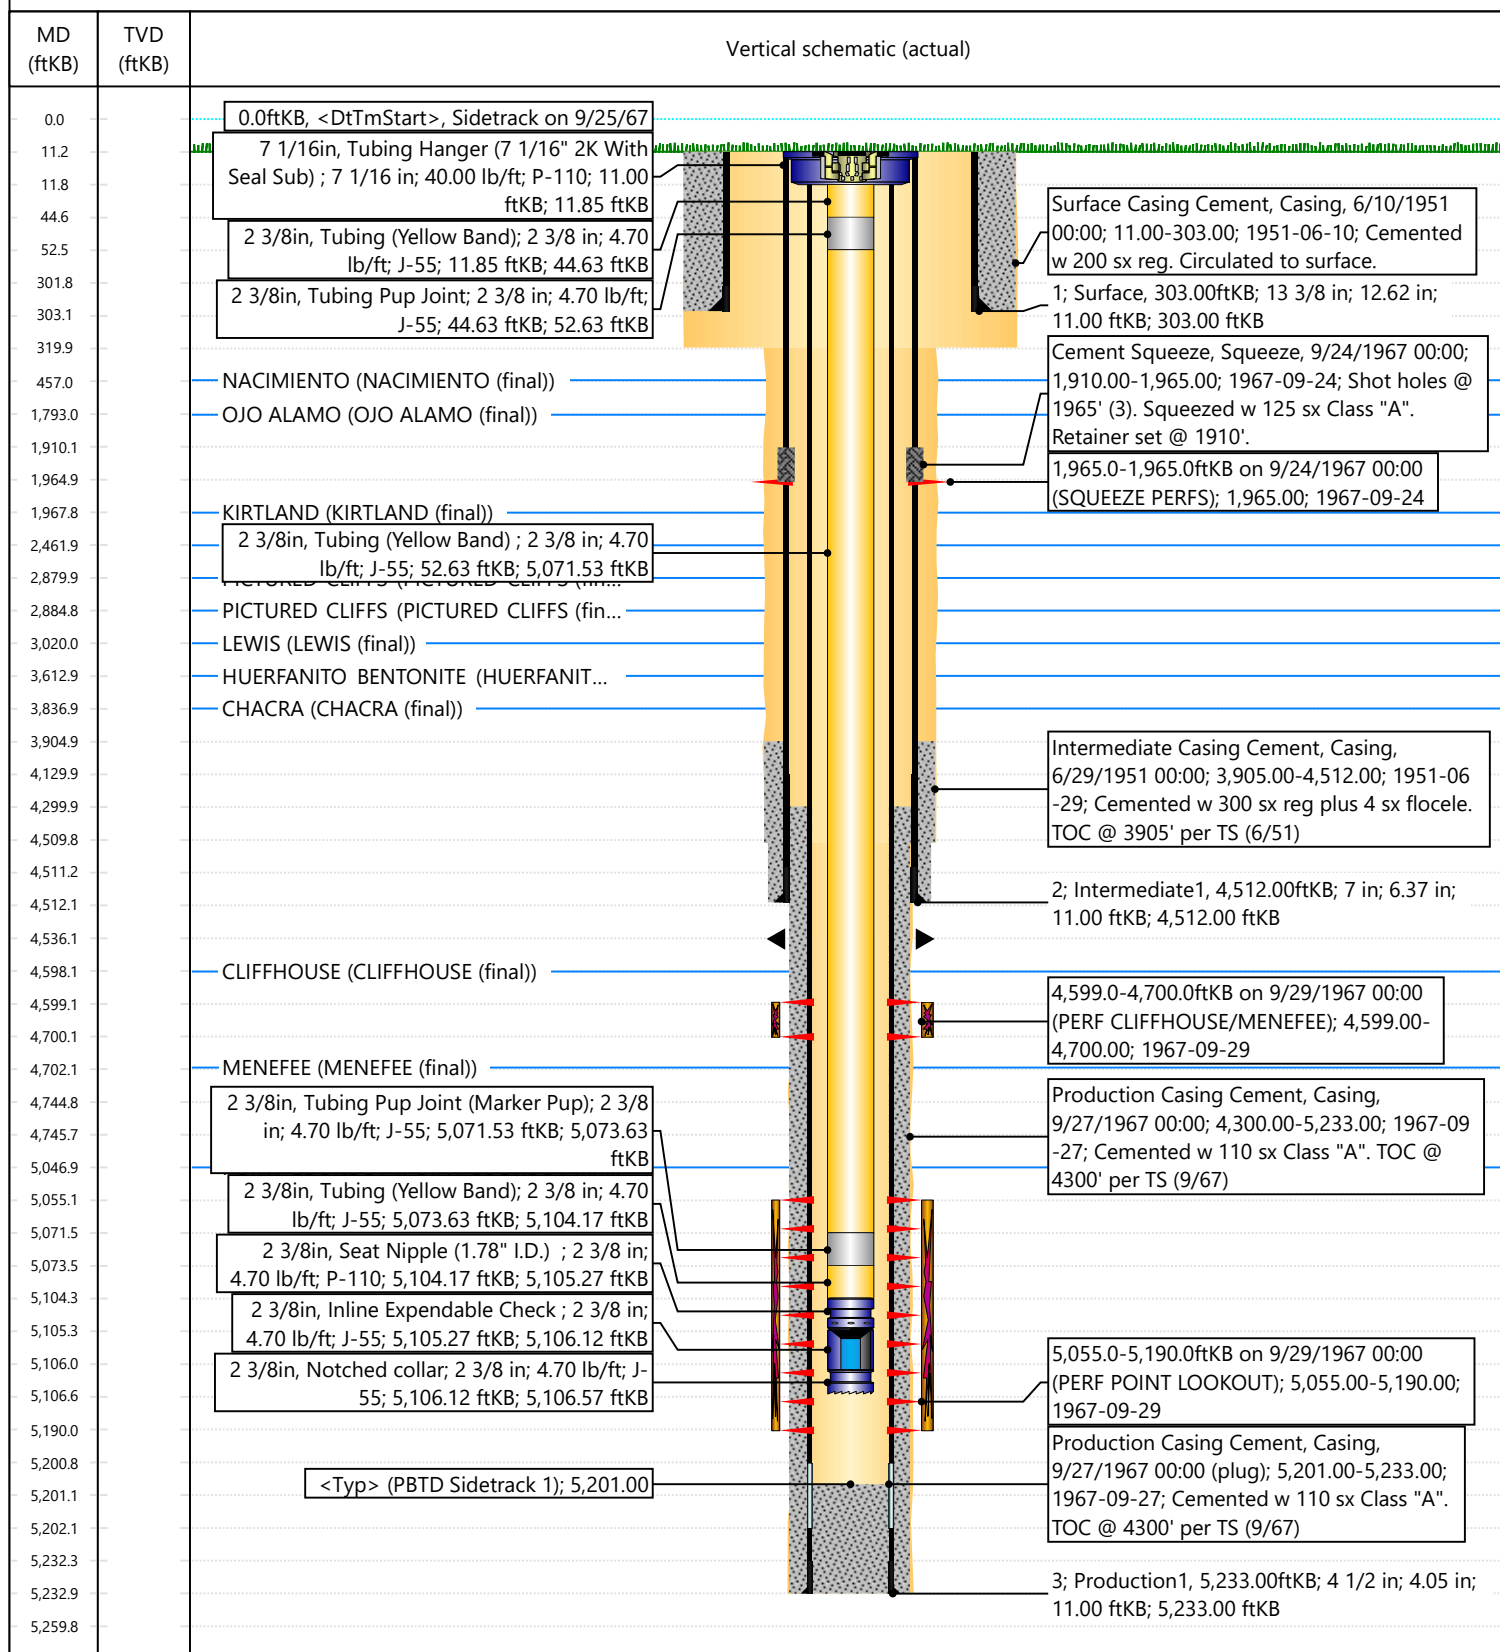 MD
(ftKB)
TVD
(ftKB)
Vertical schematic (actual)
0.0
11.2
11.8
44.6
52.5
301.8
303.1
319.9
457.0
1,793.0
1,910.1
1,964.9
1,967.8
2,461.9
2,879.9
2,884.8
3,020.0
3,612.9
3,836.9
3,904.9
4,129.9
4,299.9
4,509.8
4,511.2
4,512.1
4,536.1
4,598.1
4,599.1
4,700.1
4,702.1
4,744.8
4,745.7
5,046.9
5,055.1
5,071.5
5,073.5
5,104.3
5,105.3
5,106.0
5,106.6
5,190.0
5,200.8
5,201.1
5,202.1
5,232.3
5,232.9
5,259.8
0.0ftKB, <DtTmStart>, Sidetrack on 9/25/67
7 1/16in, Tubing Hanger (7 1/16" 2K With
Seal Sub) ; 7 1/16 in; 40.00 lb/ft; P-110; 11.00
ftKB; 11.85 ftKB
2 3/8in, Tubing (Yellow Band); 2 3/8 in; 4.70
lb/ft; J-55; 11.85 ftKB; 44.63 ftKB
2 3/8in, Tubing Pup Joint; 2 3/8 in; 4.70 lb/ft;
J-55; 44.63 ftKB; 52.63 ftKB
NACIMIENTO (NACIMIENTO (final))
OJO ALAMO (OJO ALAMO (final))
KIRTLAND (KIRTLAND (final))
2 3/8in, Tubing (Yellow Band) ; 2 3/8 in; 4.70
lb/ft; J-55; 52.63 ftKB; 5,071.53 ftKB
PICTURED CLIFFS (PICTURED CLIFFS (fin...
PICTURED CLIFFS (PICTURED CLIFFS (fin...
LEWIS (LEWIS (final))
HUERFANITO BENTONITE (HUERFANIT...
CHACRA (CHACRA (final))
CLIFFHOUSE (CLIFFHOUSE (final))
MENEFEE (MENEFEE (final))
2 3/8in, Tubing Pup Joint (Marker Pup); 2 3/8
in; 4.70 lb/ft; J-55; 5,071.53 ftKB; 5,073.63
ftKB
2 3/8in, Tubing (Yellow Band); 2 3/8 in; 4.70
lb/ft; J-55; 5,073.63 ftKB; 5,104.17 ftKB
2 3/8in, Seat Nipple (1.78" I.D.) ; 2 3/8 in;
4.70 lb/ft; P-110; 5,104.17 ftKB; 5,105.27 ftKB
2 3/8in, Inline Expendable Check ; 2 3/8 in;
4.70 lb/ft; J-55; 5,105.27 ftKB; 5,106.12 ftKB
2 3/8in, Notched collar; 2 3/8 in; 4.70 lb/ft; J-
55; 5,106.12 ftKB; 5,106.57 ftKB
<Typ> (PBTD Sidetrack 1); 5,201.00
Surface Casing Cement, Casing, 6/10/1951
00:00; 11.00-303.00; 1951-06-10; Cemented
w 200 sx reg. Circulated to surface.
1; Surface, 303.00ftKB; 13 3/8 in; 12.62 in;
11.00 ftKB; 303.00 ftKB
Cement Squeeze, Squeeze, 9/24/1967 00:00;
1,910.00-1,965.00; 1967-09-24; Shot holes @
1965' (3). Squeezed w 125 sx Class "A".
Retainer set @ 1910'.
1,965.0-1,965.0ftKB on 9/24/1967 00:00
(SQUEEZE PERFS); 1,965.00; 1967-09-24
Intermediate Casing Cement, Casing,
6/29/1951 00:00; 3,905.00-4,512.00; 1951-06
-29; Cemented w 300 sx reg plus 4 sx flocele.
TOC @ 3905' per TS (6/51)
2; Intermediate1, 4,512.00ftKB; 7 in; 6.37 in;
11.00 ftKB; 4,512.00 ftKB
4,599.0-4,700.0ftKB on 9/29/1967 00:00
(PERF CLIFFHOUSE/MENEFEE); 4,599.00-
4,700.00; 1967-09-29
Production Casing Cement, Casing,
9/27/1967 00:00; 4,300.00-5,233.00; 1967-09
-27; Cemented w 110 sx Class "A". TOC @
4300' per TS (9/67)
5,055.0-5,190.0ftKB on 9/29/1967 00:00
(PERF POINT LOOKOUT); 5,055.00-5,190.00;
1967-09-29
Production Casing Cement, Casing,
9/27/1967 00:00 (plug); 5,201.00-5,233.00;
1967-09-27; Cemented w 110 sx Class "A".
TOC @ 4300' per TS (9/67)
3; Production1, 5,233.00ftKB; 4 1/2 in; 4.05 in;
11.00 ftKB; 5,233.00 ftKB